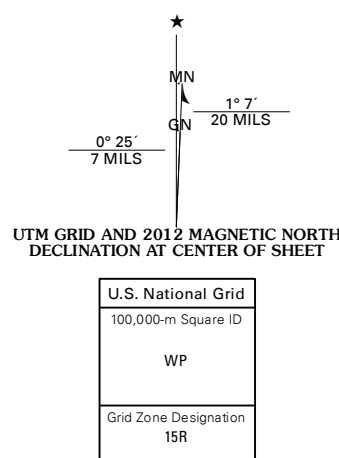 ★
MN
GN
1° 7´
20 MILS
0° 25´
7 MILS
UTM GRID AND 2012 MAGNETIC NORTH
DECLINATION AT CENTER OF SHEET
U.S. National Grid
100,000-m Square ID
WP
Grid Zone Designation
15R